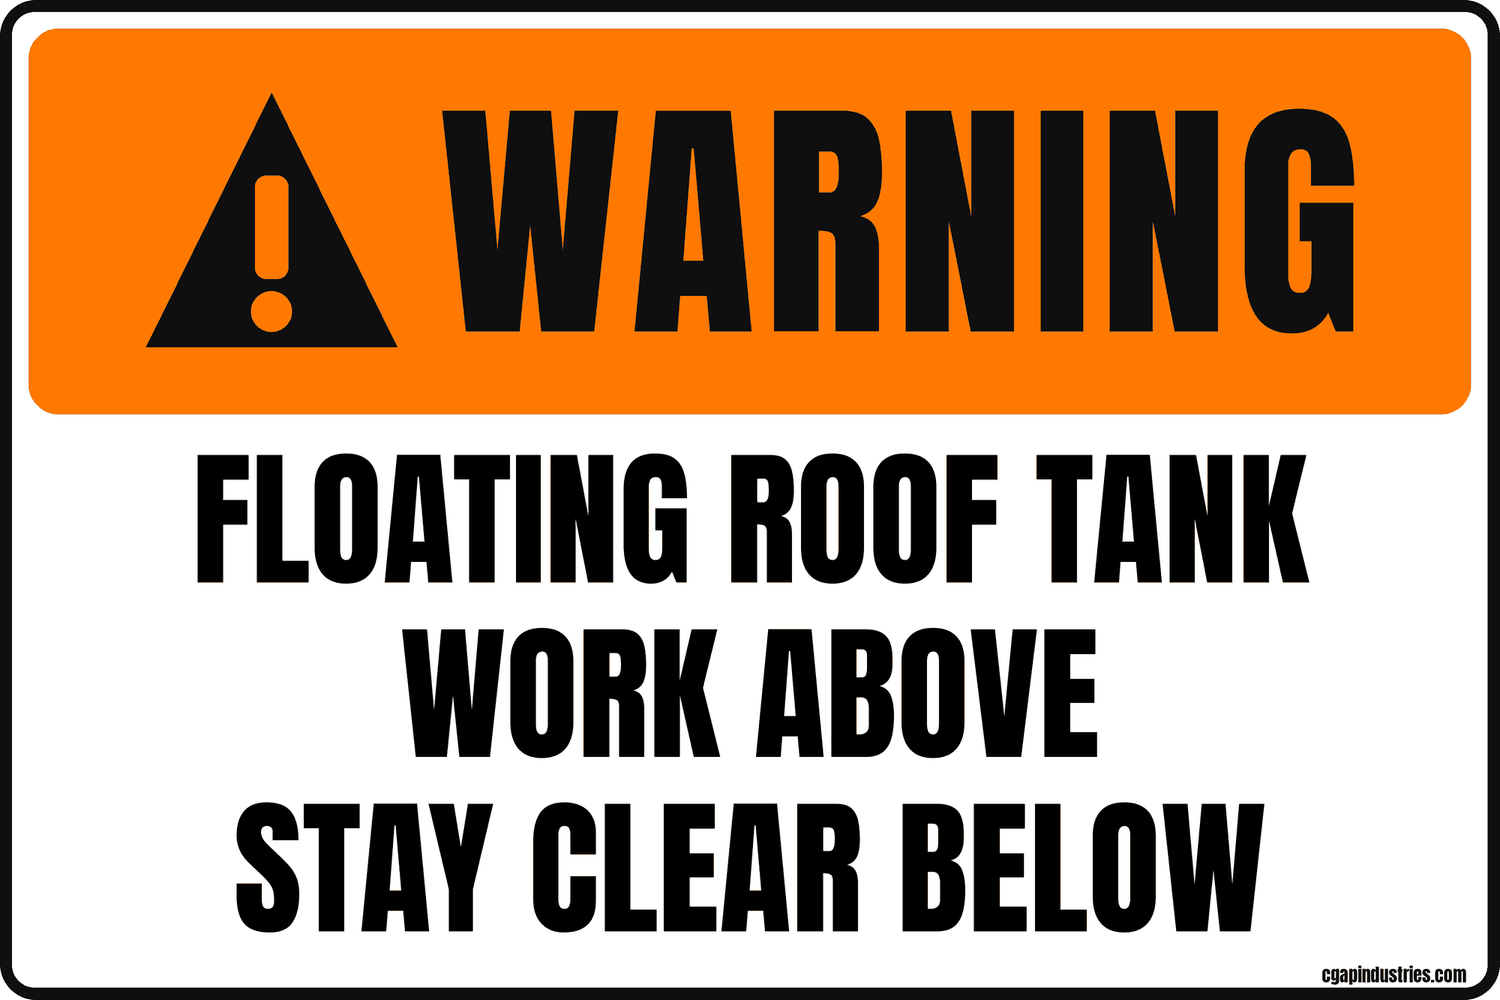 WARNING
FLOATING ROOF TANK
WORK ABOVE
STAY CLEAR BELOW
cgapindustries.com